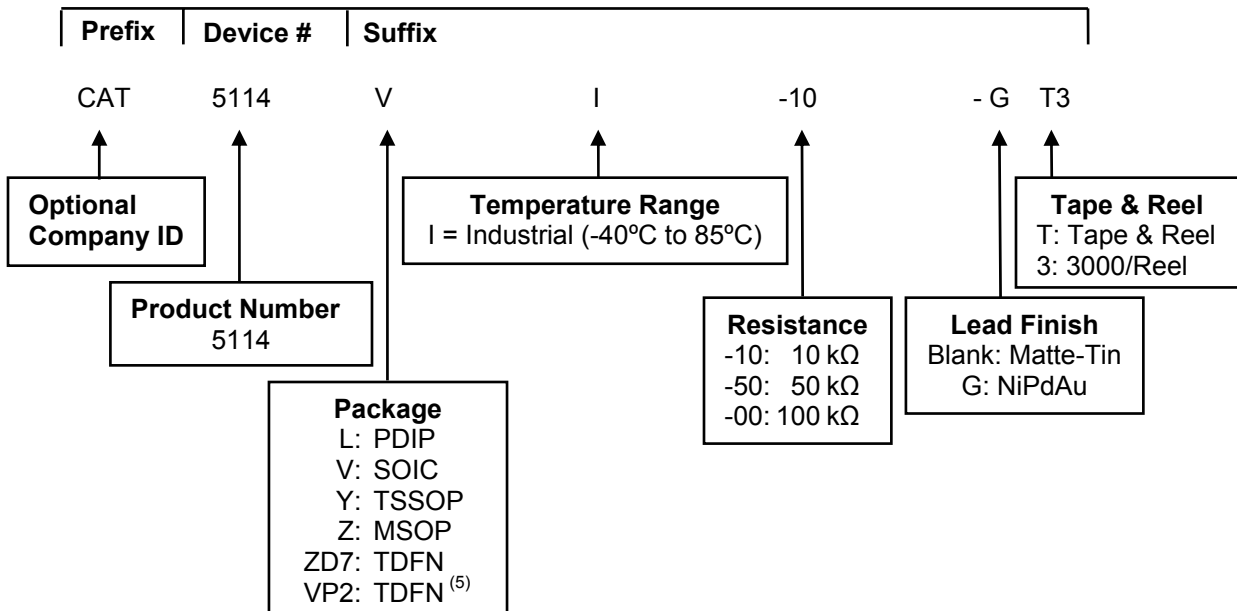 Prefix Device # Suffix
CAT 5114 V I -10 - G T3
Optional
Company ID
Product Number
5114
Package
L: PDIP
V: SOIC
Y: TSSOP
Z: MSOP
ZD7: TDFN
VP2: TDFN (5)
Temperature Range
I = Industrial (-40ºC to 85ºC)
Resistance
-10: 10 kΩ
-50: 50 kΩ
-00: 100 kΩ
Lead Finish
Blank: Matte-Tin
G: NiPdAu
Tape & Reel
T: Tape & Reel
3: 3000/Reel